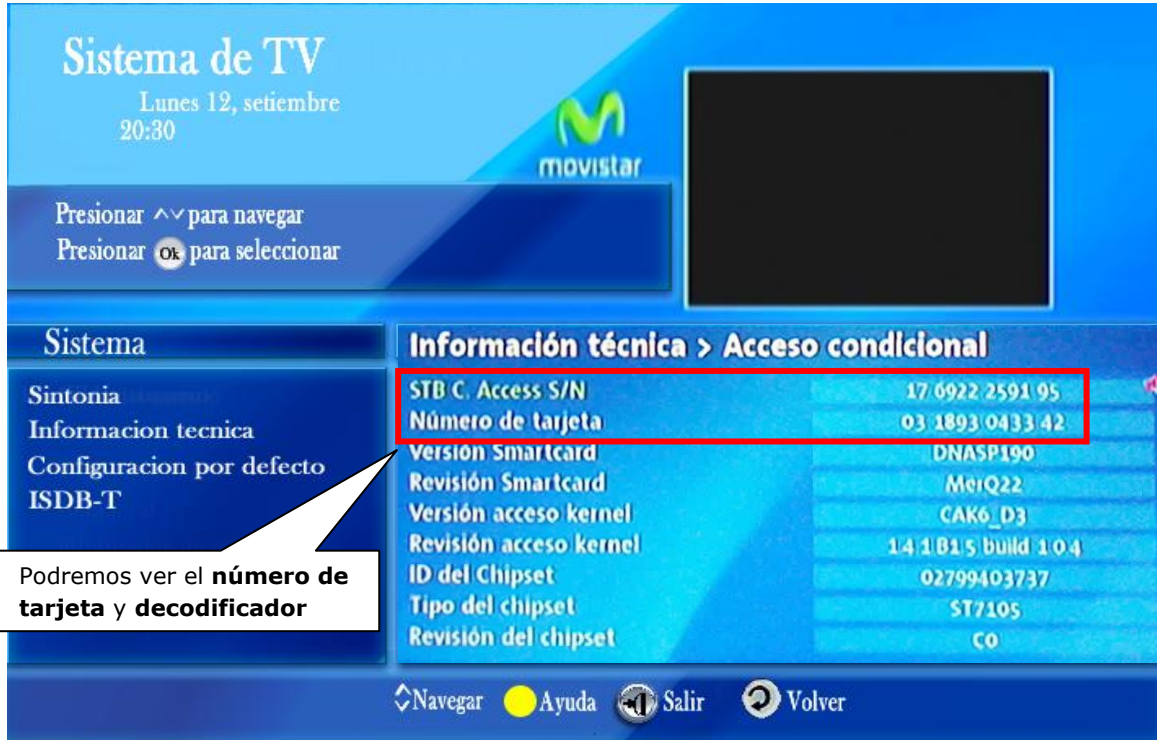 Sistema de TV
Lunes 12, setiembre
20:30
movistar
Presionar para navegar
Presionar Ok para seleccionar
Sistema
Sintonia
Informacion tecnica
Configuracion por defecto
ISDB-T
Podremos ver el número de
tarjeta y decodificador
Información técnica > Acceso condicional
STB C. Access S/N 17 6922 2591 95
Número de tarjeta 03 1893 0433 42
Versión Smartcard DNASP190
Revisión Smartcard MerQ22
Versión acceso kernel CAK6_D3
Revisión acceso kernel 1 4 1 B1 5 build 1 0 4
ID del Chipset 02799403737
Tipo del chipset ST7105
Revisión del chipset C0
Navegar Ayuda Salir Volver